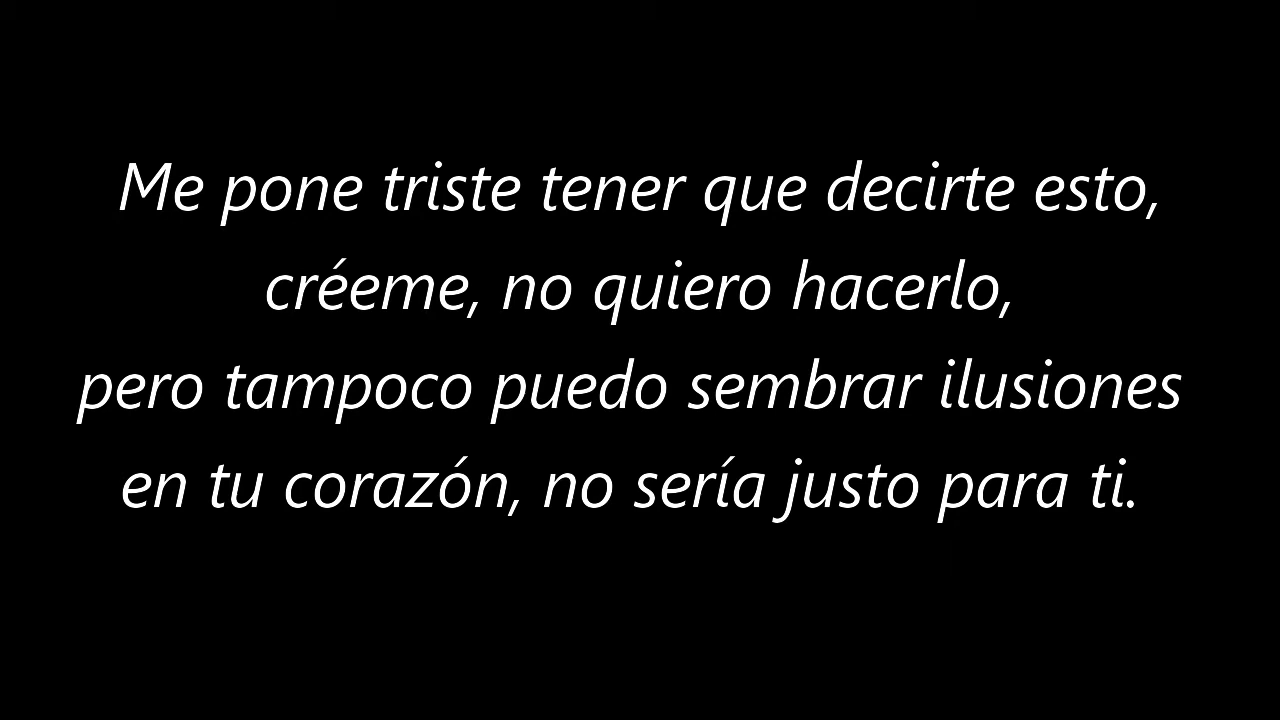 Me pone triste tener que decirte esto,
créeme, no quiero hacerlo,
pero tampoco puedo sembrar ilusiones
en tu corazón, no sería justo para ti.